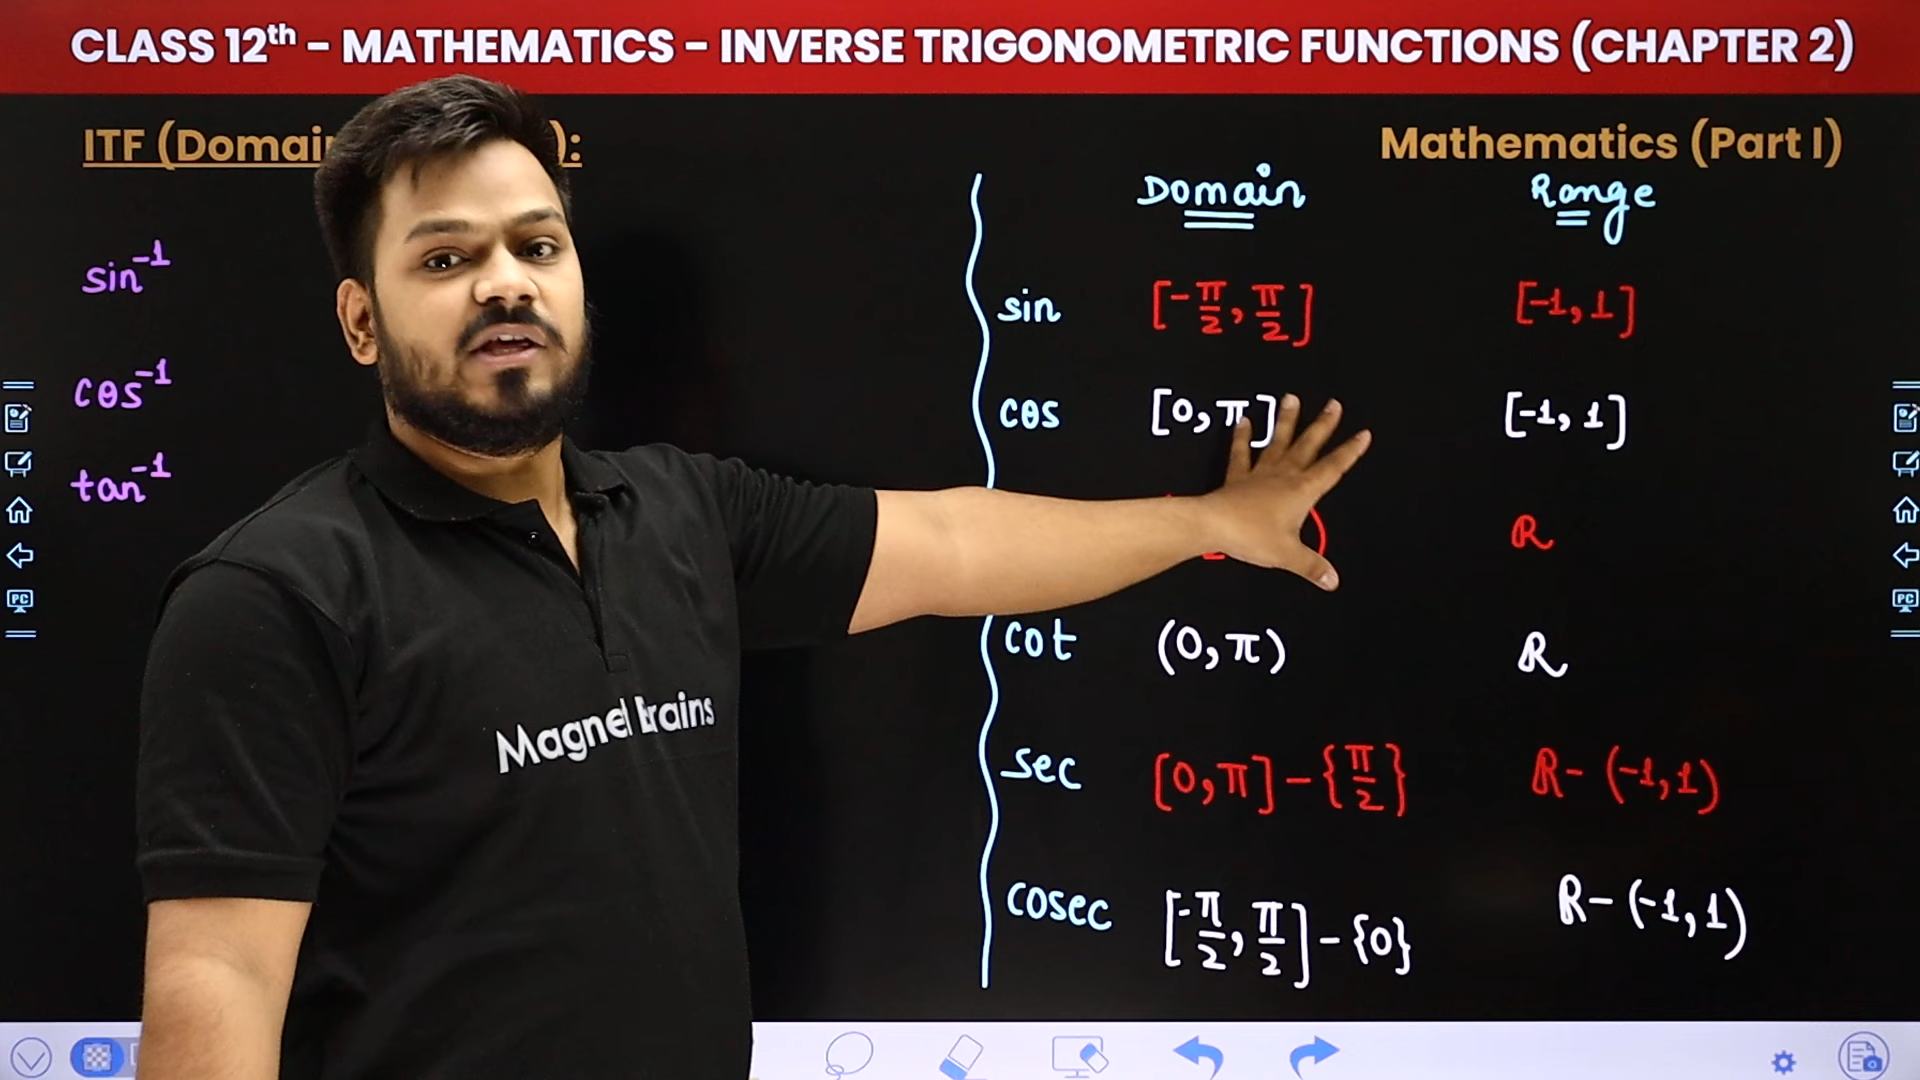 CLASS 12th – MATHEMATICS – INVERSE TRIGONOMETRIC FUNCTIONS (CHAPTER 2)
ITF ):
Mathematics (Part I)
sin⁻¹
cos⁻¹
tan⁻¹
Domain Range
sin [-π/2, π/2] [-1, 1]
cos [0, π] [-1, 1]
R
cot (0, π) R
sec [0, π] – {π/2} R – (-1, 1)
cosec [-π/2, π/2] – {0} R – (-1, 1)
Magnet Brains
PC
PC